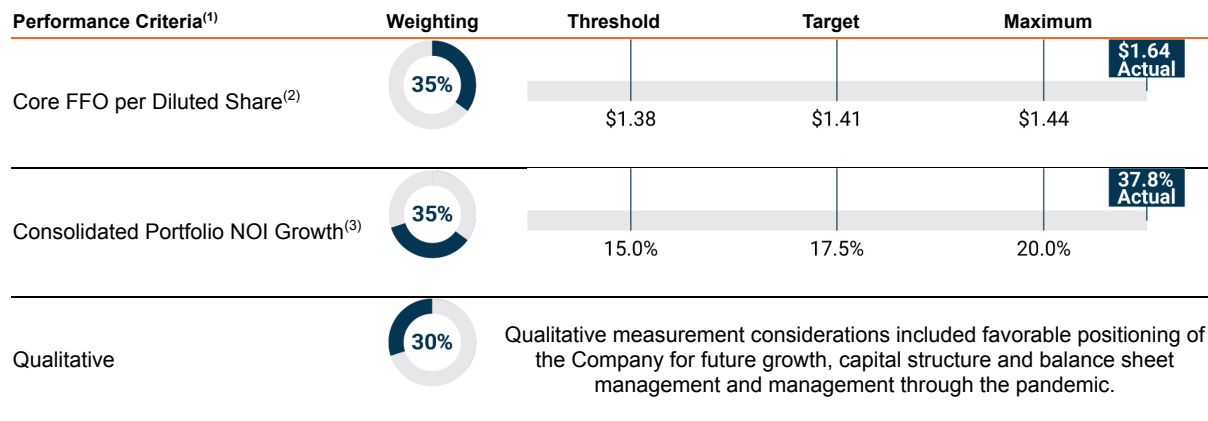 Performance Criteria(1) Weighting Threshold Target Maximum
$1.64
Actual
35%
Core FFO per Diluted Share(2)
$1.38 $1.41 $1.44
37.8%
Actual
35%
Consolidated Portfolio NOI Growth(3)
15.0% 17.5% 20.0%
Qualitative
30%
Qualitative measurement considerations included favorable positioning of
the Company for future growth, capital structure and balance sheet
management and management through the pandemic.